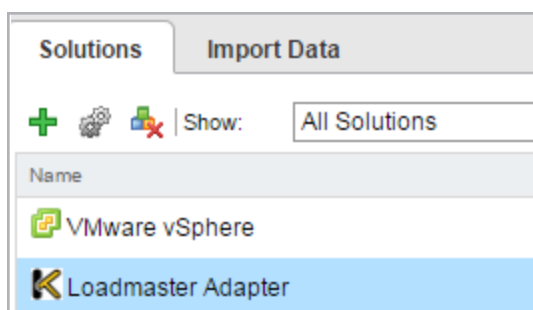 Solutions Import Data
Show: All Solutions
Name
VMware vSphere
Loadmaster Adapter